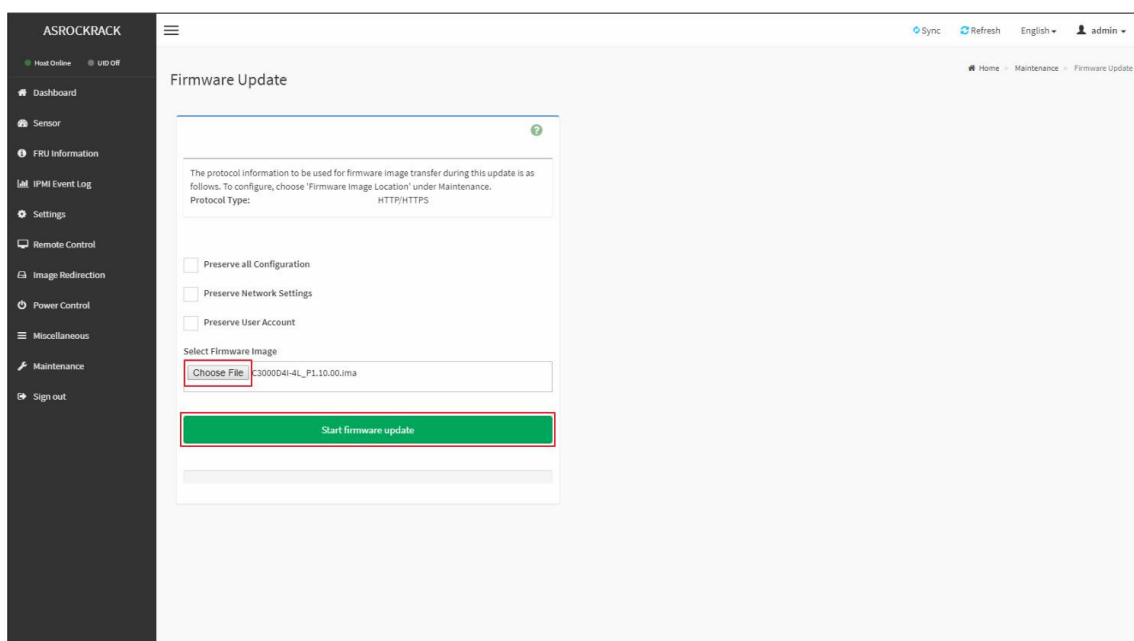 ASROCKRACK
Sync Refresh English admin
Host Online UID Off
Home > Maintenance > Firmware Update
Firmware Update
Dashboard
Sensor
FRU Information
IPMI Event Log
Settings
Remote Control
Image Redirection
Power Control
Miscellaneous
Maintenance
Sign out
?
The protocol information to be used for firmware image transfer during this update is as
follows. To configure, choose 'Firmware Image Location' under Maintenance.
Protocol Type: HTTP/HTTPS
Preserve all Configuration
Preserve Network Settings
Preserve User Account
Select Firmware Image
Choose File C3000D4I-4L_P1.10.00.ima
Start firmware update